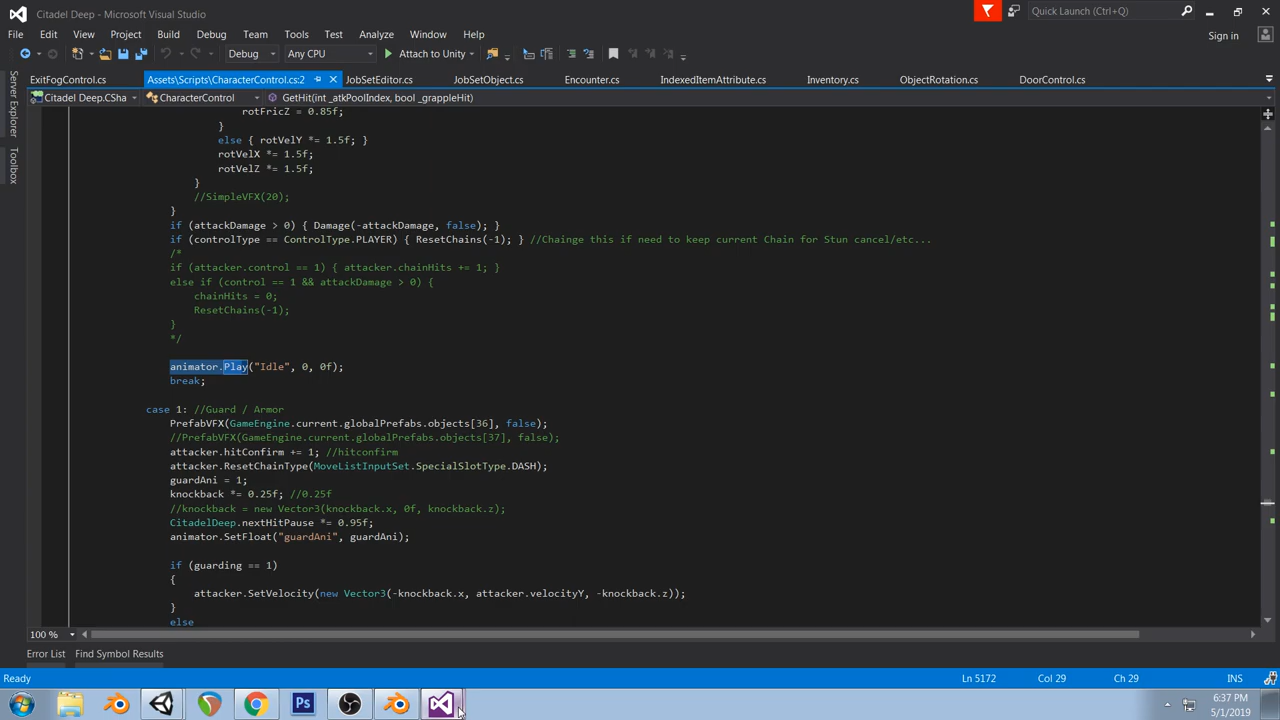 Citadel Deep - Microsoft Visual Studio
Quick Launch (Ctrl+Q)
File Edit View Project Build Debug Team Tools Test Analyze Window Help
Sign in
Debug Any CPU Attach to Unity
ExitFogControl.cs Assets\Scripts\CharacterControl.cs:2 JobSetEditor.cs JobSetObject.cs Encounter.cs IndexedItemAttribute.cs Inventory.cs ObjectRotation.cs DoorControl.cs
Server Explorer
Toolbox
Citadel Deep.CSha CharacterControl GetHit(int _atkPoolIndex, bool _grappleHit)
rotFricZ = 0.85f;
}
else { rotVelY *= 1.5f; }
rotVelX *= 1.5f;
rotVelZ *= 1.5f;
}
//SimpleVFX(20);
}
if (attackDamage > 0) { Damage(-attackDamage, false); }
if (controlType == ControlType.PLAYER) { ResetChains(-1); } //Chainge this if need to keep current Chain for Stun cancel/etc...
/*
if (attacker.control == 1) { attacker.chainHits += 1; }
else if (control == 1 && attackDamage > 0) {
chainHits = 0;
ResetChains(-1);
}
*/
animator.Play("Idle", 0, 0f);
break;
case 1: //Guard / Armor
PrefabVFX(GameEngine.current.globalPrefabs.objects[36], false);
//PrefabVFX(GameEngine.current.globalPrefabs.objects[37], false);
attacker.hitConfirm += 1; //hitconfirm
attacker.ResetChainType(MoveListInputSet.SpecialSlotType.DASH);
guardAni = 1;
knockback *= 0.25f; //0.25f
//knockback = new Vector3(knockback.x, 0f, knockback.z);
CitadelDeep.nextHitPause *= 0.95f;
animator.SetFloat("guardAni", guardAni);
if (guarding == 1)
{
attacker.SetVelocity(new Vector3(-knockback.x, attacker.velocityY, -knockback.z));
}
else
100 %
Error List Find Symbol Results
Ready Ln 5172 Col 29 Ch 29 INS
Ps
6:37 PM
5/1/2019